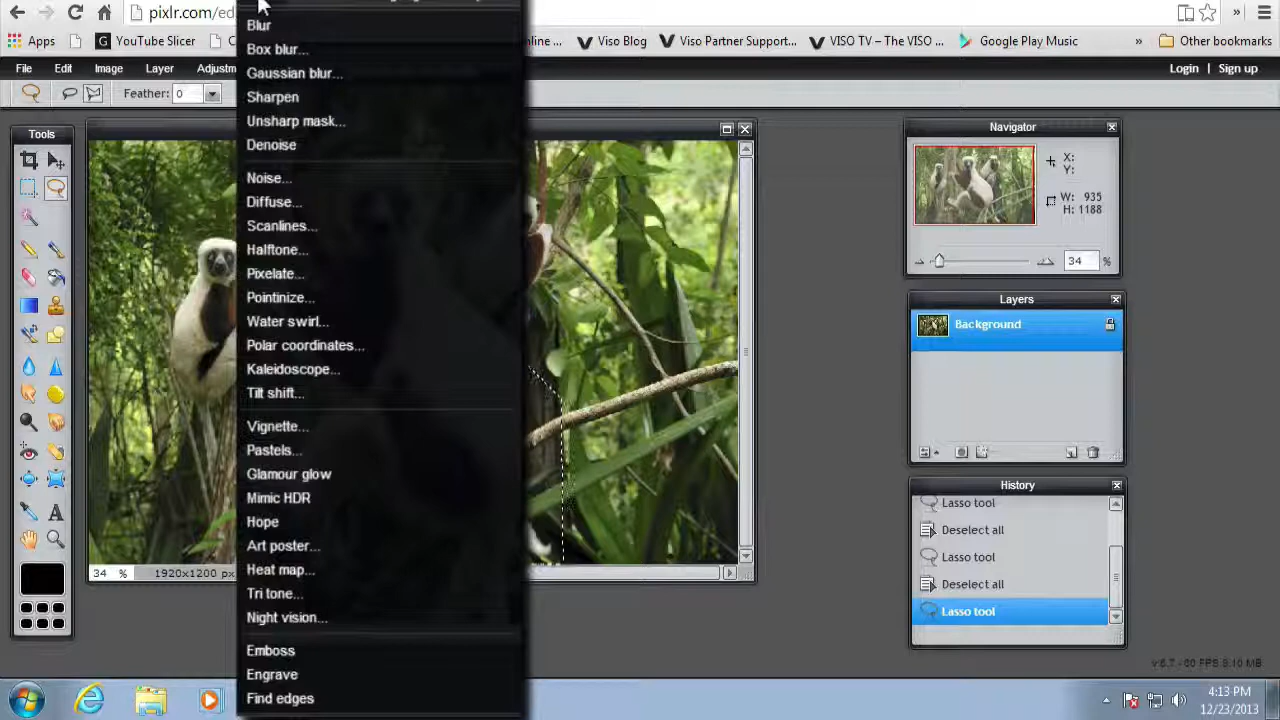 pixlr.com/ed
Apps
YouTube Slicer
Viso Blog
Viso Partner Support...
VISO TV – The VISO ...
Google Play Music
»
Other bookmarks
File Edit Image Layer Adjustm
Login | Sign up
Feather: 0
Blur
Box blur...
Gaussian blur...
Sharpen
Unsharp mask...
Denoise
Noise...
Diffuse...
Scanlines...
Halftone...
Pixelate...
Pointinize...
Water swirl...
Polar coordinates...
Kaleidoscope...
Tilt shift...
Vignette...
Pastels...
Glamour glow
Mimic HDR
Hope
Art poster...
Heat map...
Tri tone...
Night vision...
Emboss
Engrave
Find edges
Tools
34 % 1920x1200 px
Navigator
X:
Y:
W: 935
H: 1188
34 %
Layers
Background
History
Lasso tool
Deselect all
Lasso tool
Deselect all
Lasso tool
4:13 PM
12/23/2013